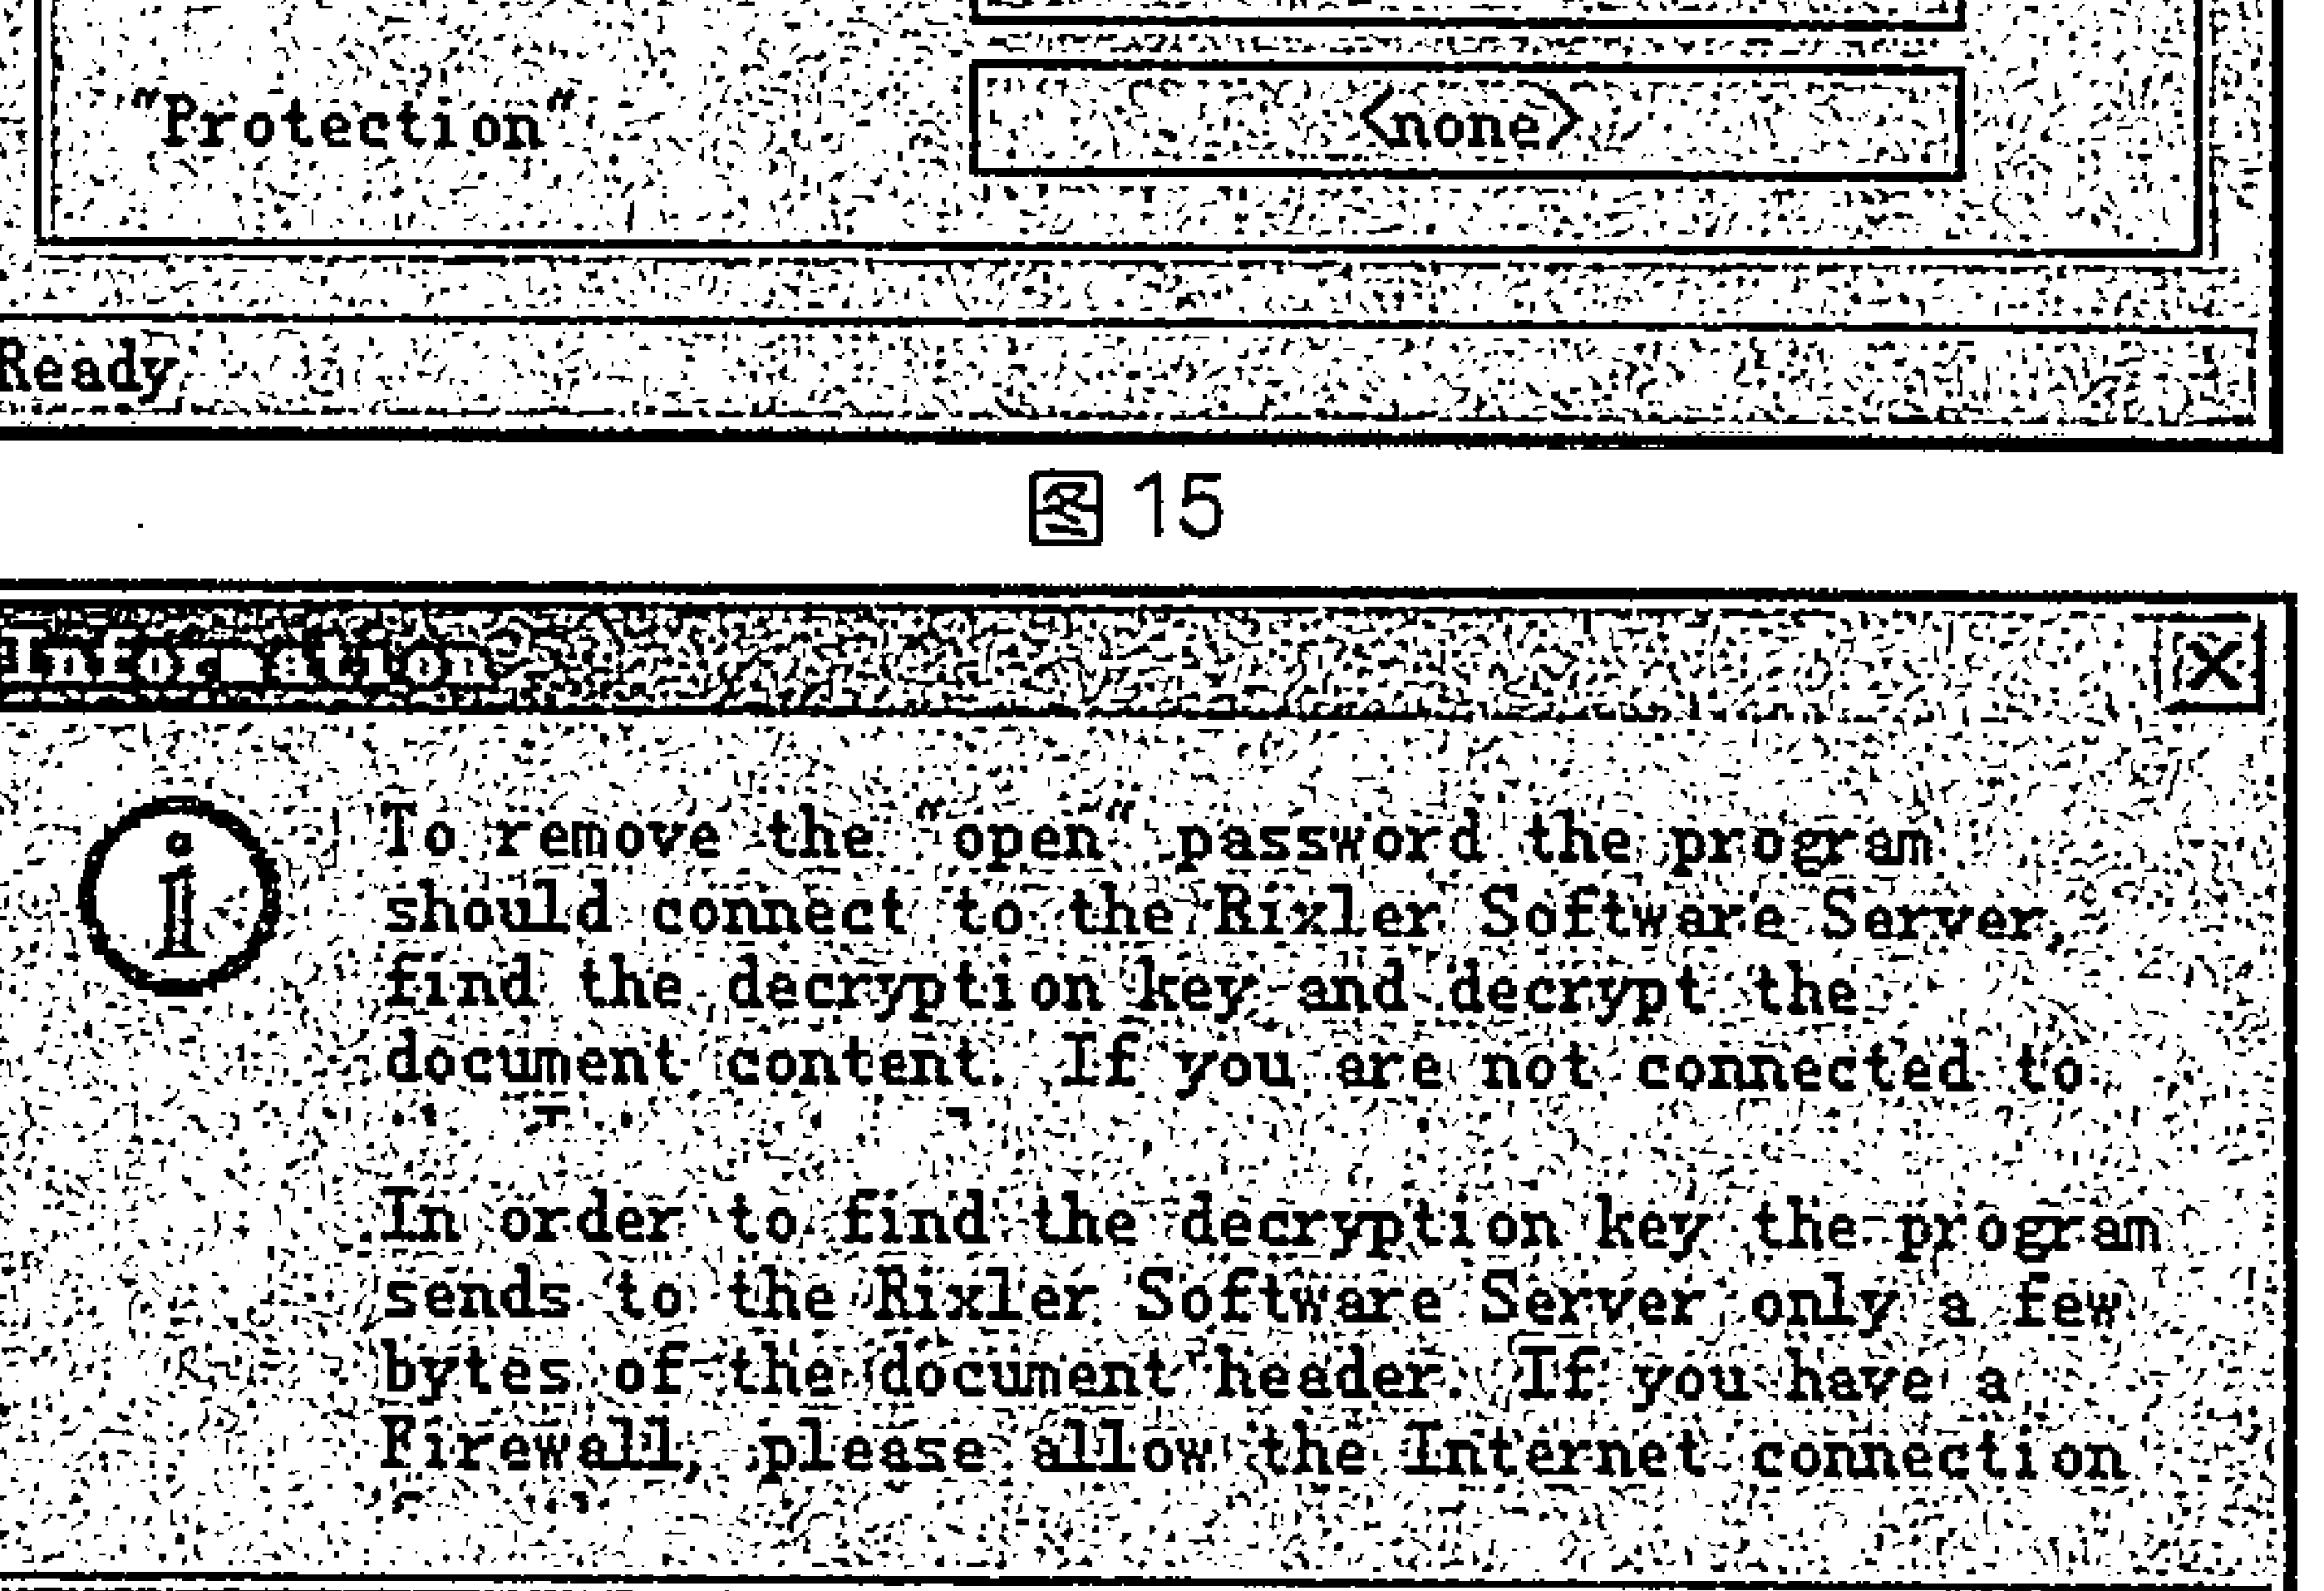 "Protection"
<none>
Ready
图 15
Information
To remove the "open" password the program
should connect to the Rixler Software Server,
find the decryption key and decrypt the
document content. If you are not connected to
In order to find the decryption key the program
sends to the Rixler Software Server only a few
bytes of the document header. If you have a
Firewall, please allow the Internet connection